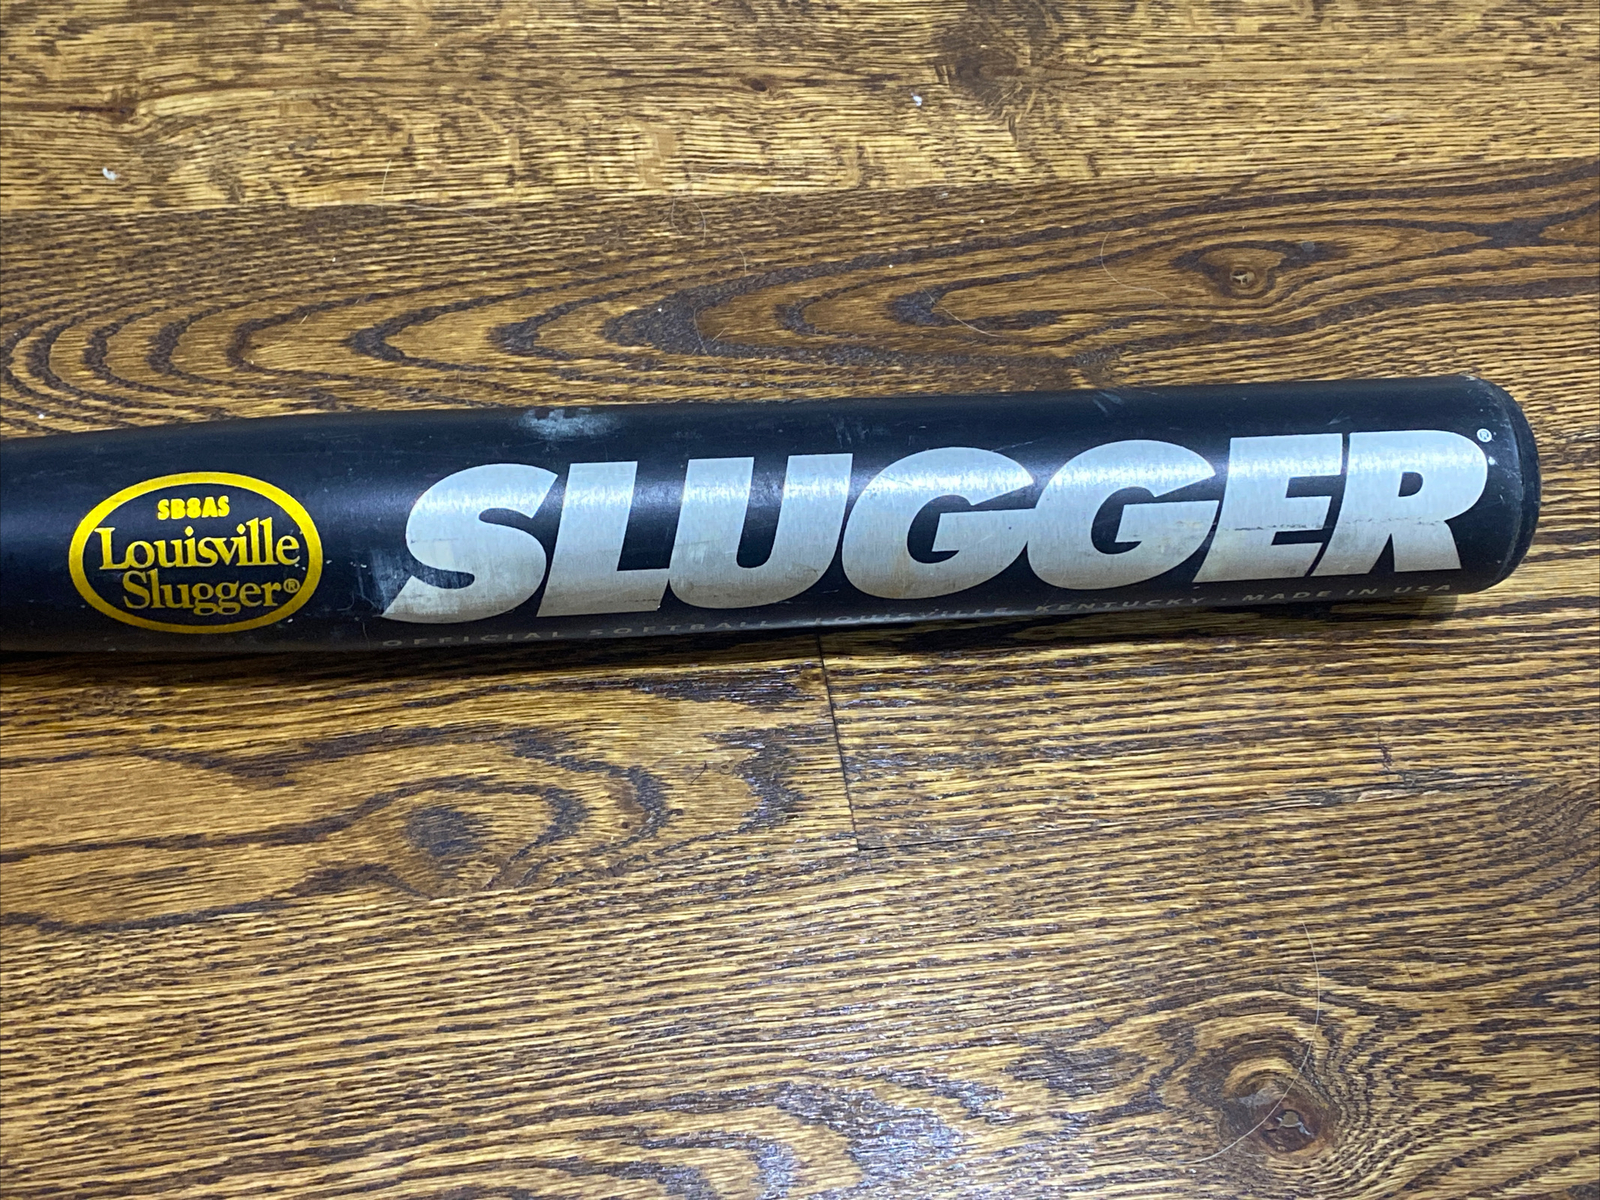 SB8AS
Louisville
Slugger®
SLUGGER®
OFFICIAL SOFTBALL LOUISVILLE KENTUCKY · MADE IN USA